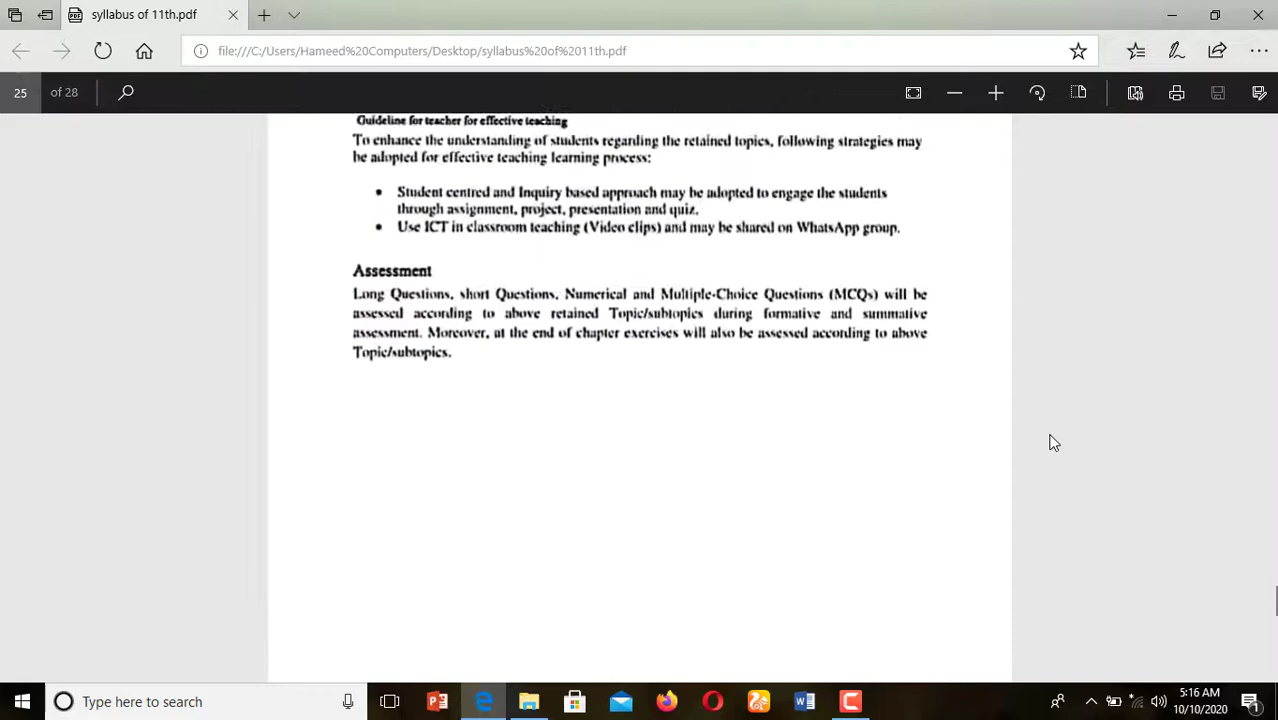 syllabus of 11th.pdf
file:///C:/Users/Hameed%20Computers/Desktop/syllabus%20of%2011th.pdf
25 of 28
Guideline for teacher for effective teaching
To enhance the understanding of students regarding the retained topics, following strategies may
be adopted for effective teaching learning process:
• Student centred and Inquiry based approach may be adopted to engage the students
through assignment, project, presentation and quiz.
• Use ICT in classroom teaching (Video clips) and may be shared on WhatsApp group.
Assessment
Long Questions, short Questions, Numerical and Multiple-Choice Questions (MCQs) will be
assessed according to above retained Topic/subtopics during formative and summative
assessment. Moreover, at the end of chapter exercises will also be assessed according to above
Topic/subtopics.
Type here to search
5:16 AM
10/10/2020